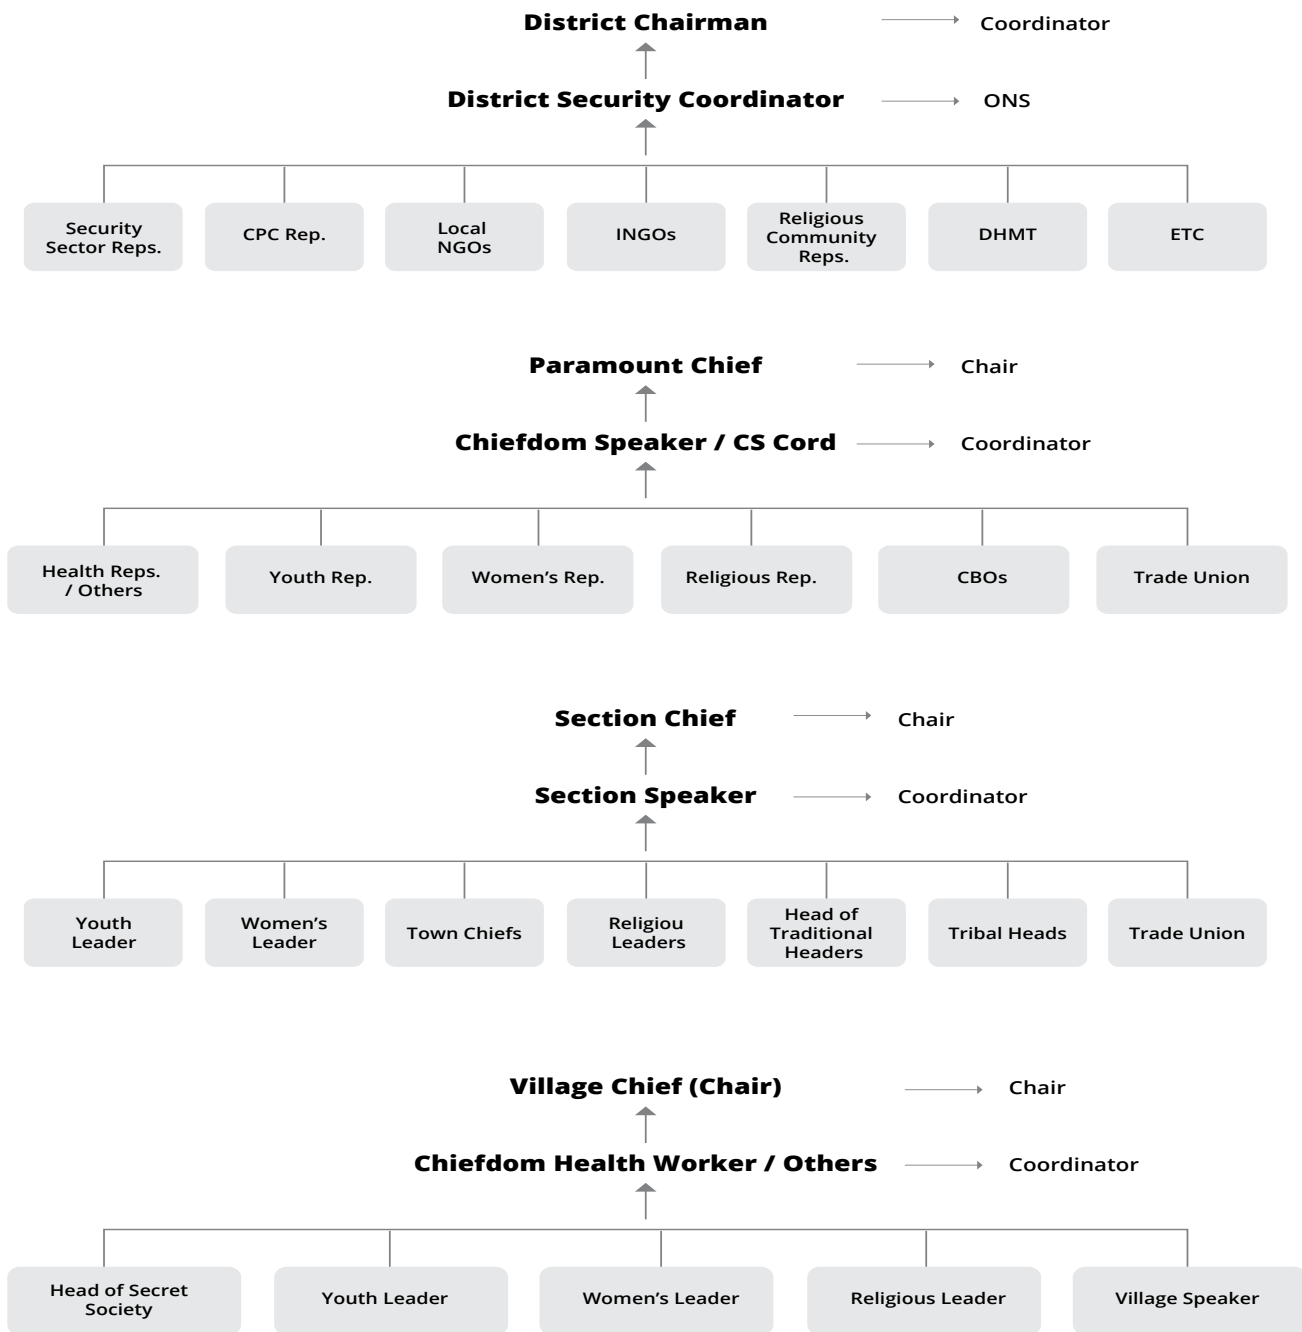 District Chairman
Coordinator
District Security Coordinator
ONS
Security
Sector Reps.
CPC Rep.
Local
NGOs
INGOs
Religious
Community
Reps.
DHMT
ETC
Paramount Chief
Chair
Chiefdom Speaker / CS Cord
Coordinator
Health Reps.
/ Others
Youth Rep.
Women’s Rep.
Religious Rep.
CBOs
Trade Union
Section Chief
Chair
Section Speaker
Coordinator
Youth
Leader
Women’s
Leader
Town Chiefs
Religiou
Leaders
Head of
Traditional
Headers
Tribal Heads
Trade Union
Village Chief (Chair)
Chair
Chiefdom Health Worker / Others
Coordinator
Head of Secret
Society
Youth Leader
Women’s Leader
Religious Leader
Village Speaker